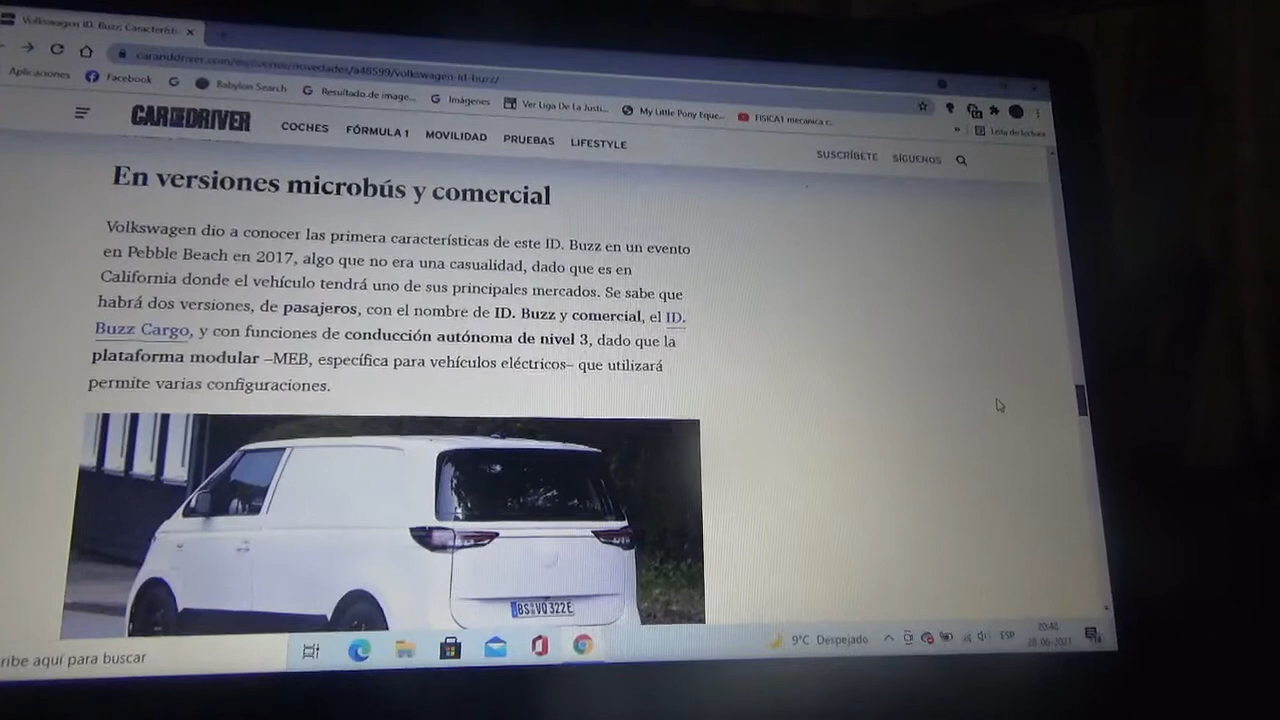 Volkswagen ID. Buzz: Característi
caranddriver.com/es/coches/novedades/a48599/volkswagen-id-buzz/
Aplicaciones Facebook Babylon Search Resultado de image... Imágenes Ver Liga De La Justi... My Little Pony Eque... FISICA1 mecanica c...
Lista de lectura
CAR AND DRIVER COCHES FÓRMULA 1 MOVILIDAD PRUEBAS LIFESTYLE SUSCRÍBETE SÍGUENOS
En versiones microbús y comercial
Volkswagen dio a conocer las primera características de este ID. Buzz en un evento
en Pebble Beach en 2017, algo que no era una casualidad, dado que es en
California donde el vehículo tendrá uno de sus principales mercados. Se sabe que
habrá dos versiones, de pasajeros, con el nombre de ID. Buzz y comercial, el ID.
Buzz Cargo, y con funciones de conducción autónoma de nivel 3, dado que la
plataforma modular –MEB, específica para vehículos eléctricos– que utilizará
permite varias configuraciones.
BS VQ 322E
ribe aquí para buscar 9°C Despejado ESP 20:40
28-06-2021